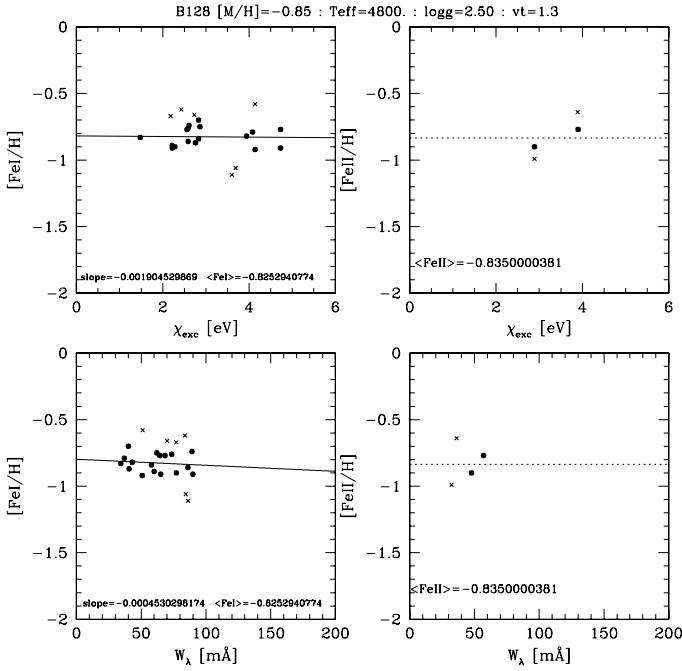 B128 [M/H]=−0.85 : Teff=4800. : logg=2.50 : vt=1.3
0
−0.5
−1
−1.5
−2
[FeI/H]
slope=−0.001904529869 <FeI>=−0.8252940774
0 2 4 6
χexc [eV]
0
−0.5
−1
−1.5
−2
[FeII/H]
<FeII>=−0.8350000381
0 2 4 6
χexc [eV]
0
−0.5
−1
−1.5
−2
[FeI/H]
slope=−0.0004530298174 <FeI>=−0.8252940774
0 50 100 150 200
Wλ [mÅ]
0
−0.5
−1
−1.5
−2
[FeII/H]
<FeII>=−0.8350000381
0 50 100 150 200
Wλ [mÅ]